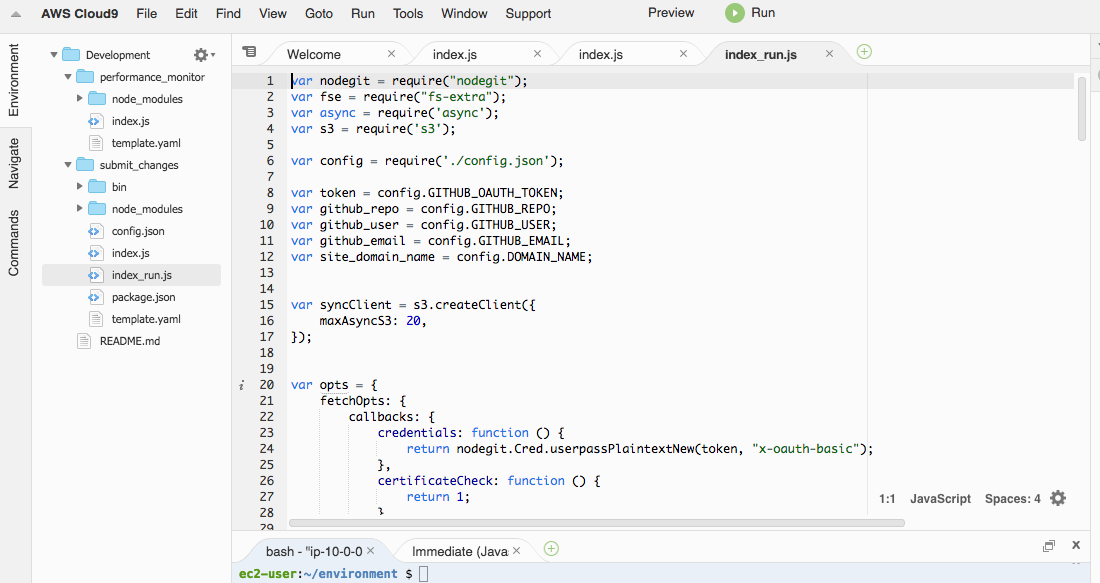 AWS Cloud9 File Edit Find View Goto Run Tools Window Support Preview Run
Environment
Navigate
Commands
Development
performance_monitor
node_modules
index.js
template.yaml
submit_changes
bin
node_modules
config.json
index.js
index_run.js
package.json
template.yaml
README.md
Welcome index.js index.js index_run.js
1 var nodegit = require("nodegit");
2 var fse = require("fs-extra");
3 var async = require('async');
4 var s3 = require('s3');
5
6 var config = require('./config.json');
7
8 var token = config.GITHUB_OAUTH_TOKEN;
9 var github_repo = config.GITHUB_REPO;
10 var github_user = config.GITHUB_USER;
11 var github_email = config.GITHUB_EMAIL;
12 var site_domain_name = config.DOMAIN_NAME;
13
14
15 var syncClient = s3.createClient({
16 maxAsyncS3: 20,
17 });
18
19
20 var opts = {
21 fetchOpts: {
22 callbacks: {
23 credentials: function () {
24 return nodegit.Cred.userpassPlaintextNew(token, "x-oauth-basic");
25 },
26 certificateCheck: function () {
27 return 1;
28 }
29
1:1 JavaScript Spaces: 4
bash - "ip-10-0-0 Immediate (Java
ec2-user:~/environment $